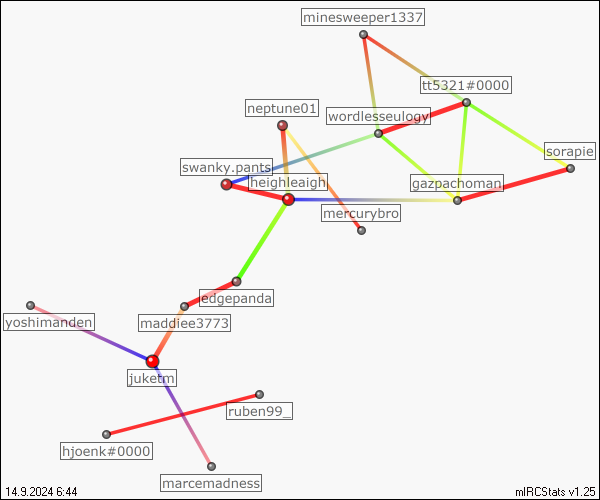 minesweeper1337
tt5321#0000
neptune01
wordlesseulogy
sorapie
swanky.pants
heighleaigh
gazpachoman
mercurybro
edgepanda
yoshimanden
maddiee3773
juketm
ruben99_
hjoenk#0000
marcemadness
14.9.2024 6:44
mIRCStats v1.25